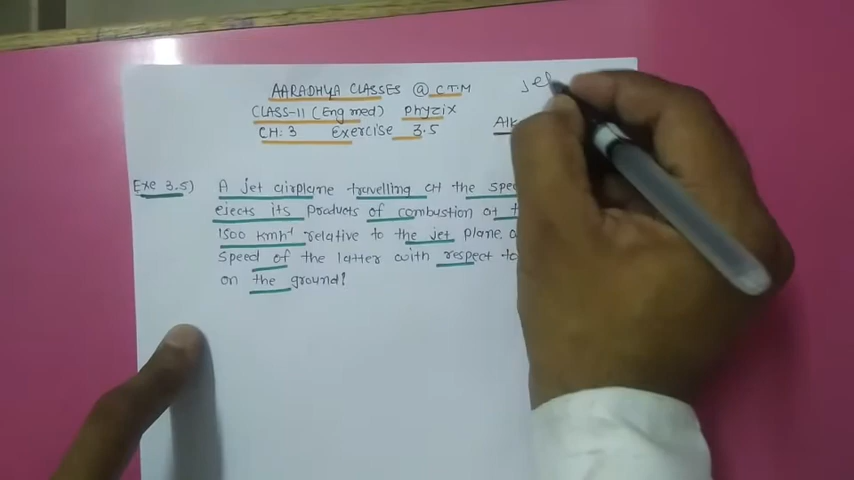 AARADHYA CLASSES @ C.T.M
Jet
CLASS-11 (Eng med) Phyzix
CH: 3 Exercise 3.5
Exe 3.5) A jet airplane travelling at the
ejects its products of combustion at
1500 kmh-1 relative to the jet plane.
speed of the latter with respect to
on the ground?